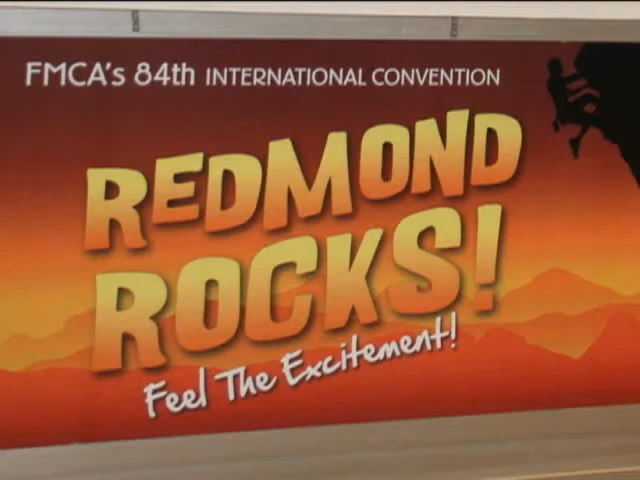 FMCA's 84th INTERNATIONAL CONVENTION
REDMOND
ROCKS!
Feel The Excitement!